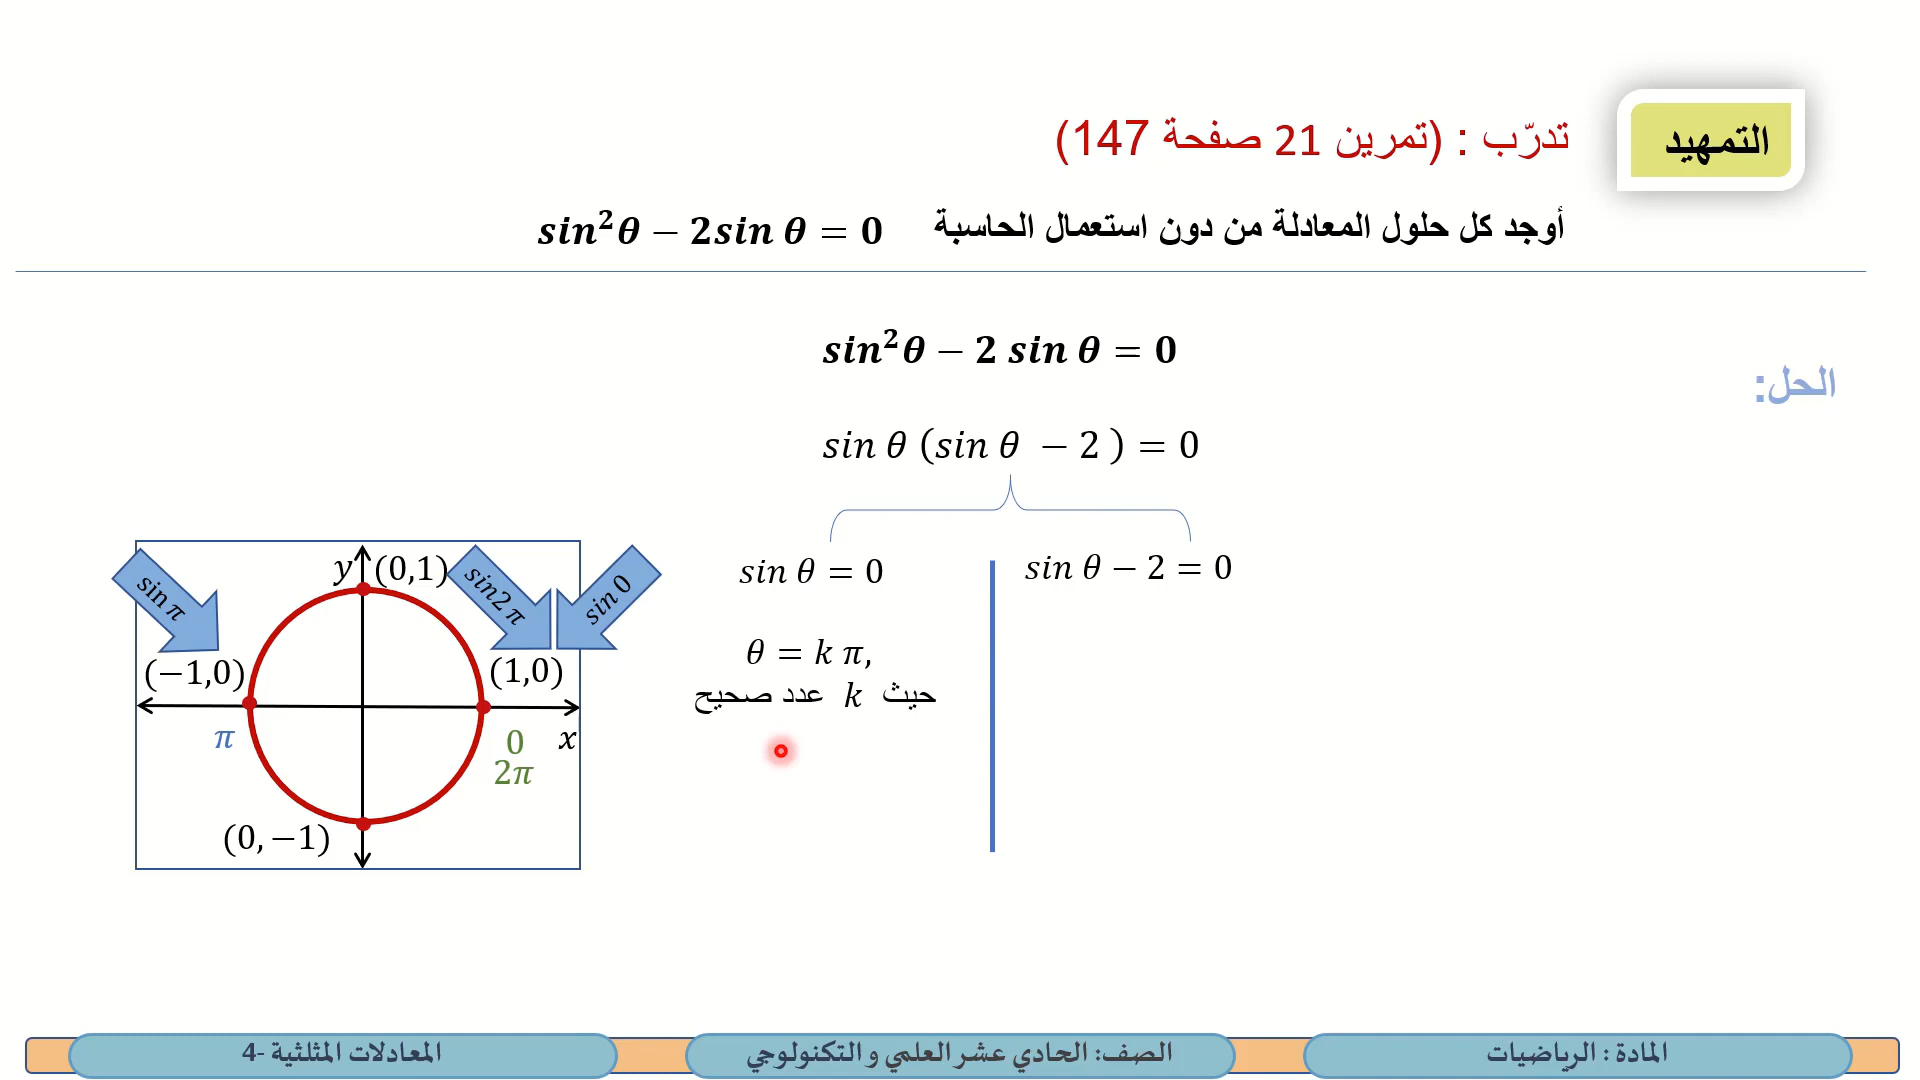 التمهيد
تدرّب : (تمرين 21 صفحة 147)
أوجد كل حلول المعادلة من دون استعمال الحاسبة sin²θ − 2sin θ = 0
الحل:
sin²θ − 2 sin θ = 0
sin θ (sin θ − 2 ) = 0
sin θ = 0
θ = k π,
حيث k عدد صحيح
sin θ − 2 = 0
sin π
sin2 π
sin 0
y
(0,1)
(−1,0)
(1,0)
π
0
2π
x
(0, −1)
المادة : الرياضيات
الصف: الحادي عشر العلمي و التكنولوجي
المعادلات المثلثية -4